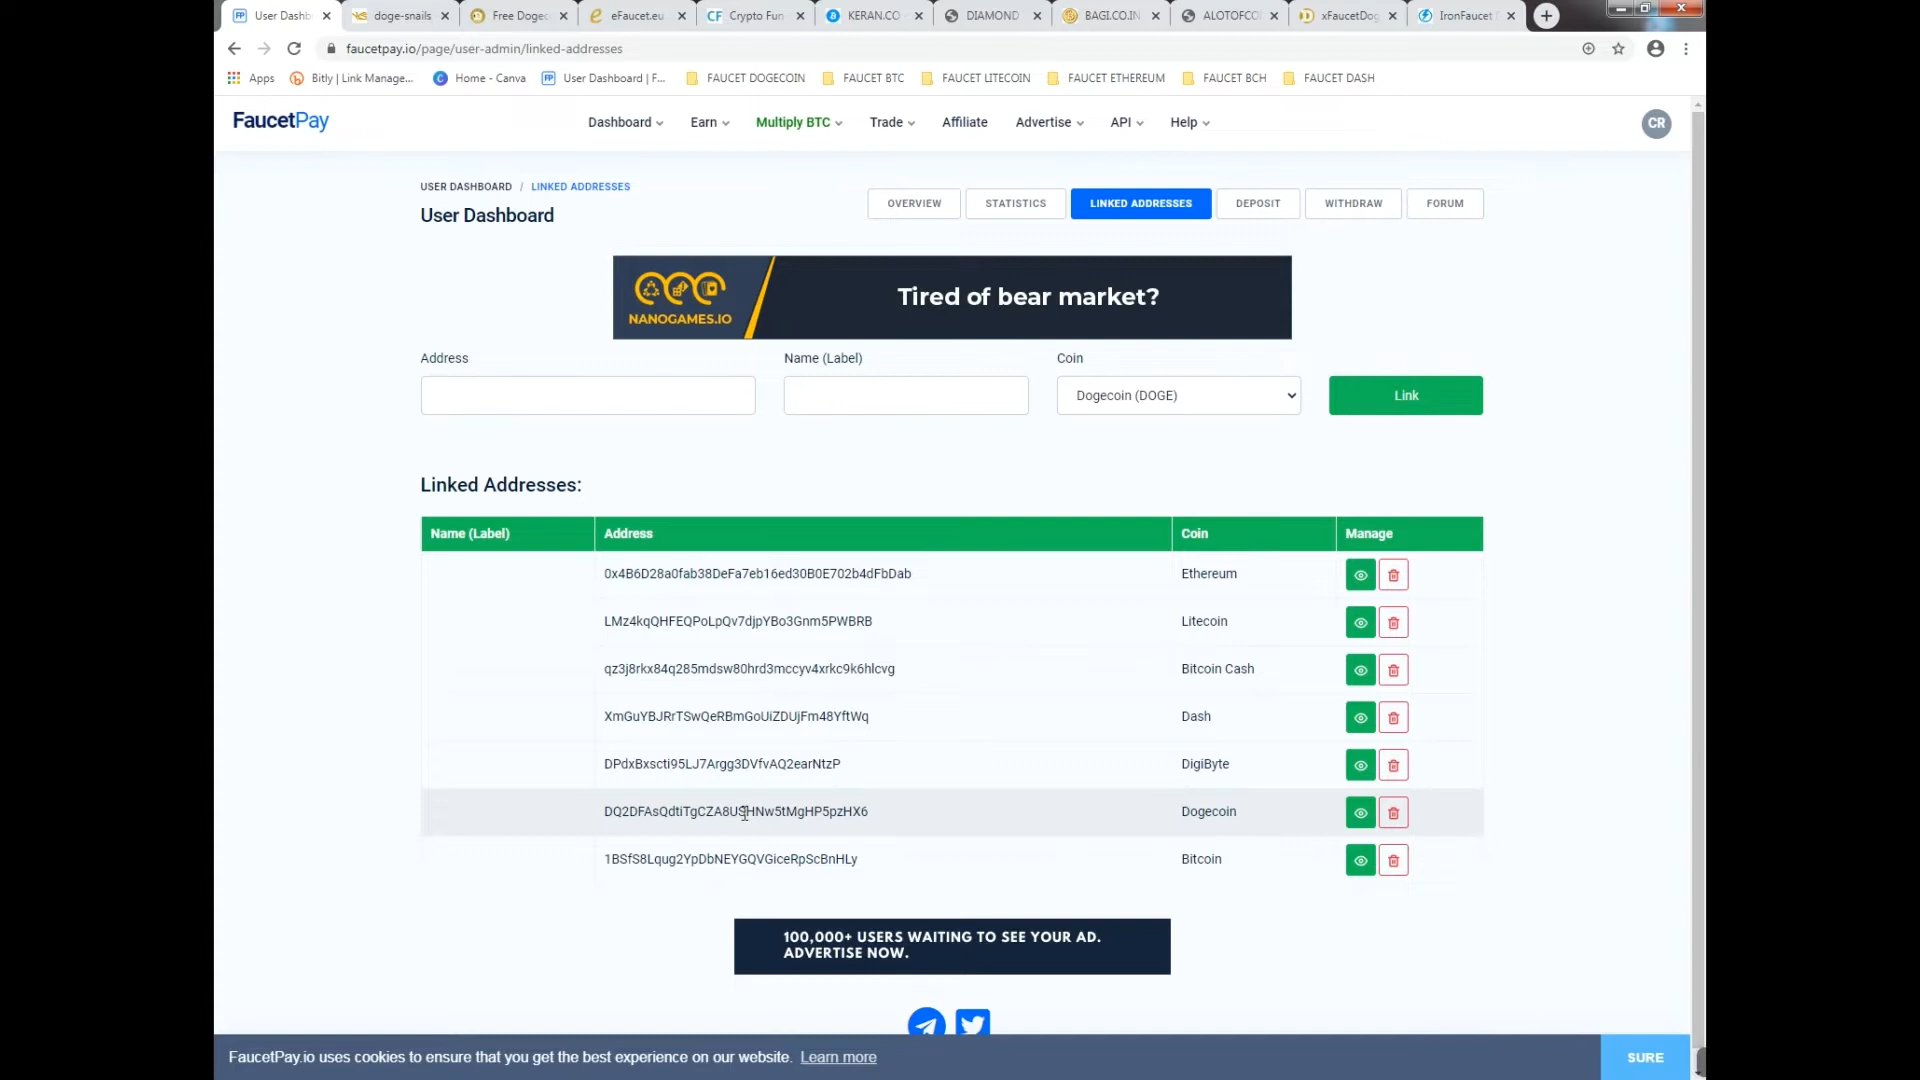 User Dashb
doge-snails
Free Dogec
eFaucet.eu
Crypto Fun
KERAN.CO
DIAMOND
BAGI.CO.IN
ALOTOFCO
xFaucetDog
IronFaucet
faucetpay.io/page/user-admin/linked-addresses
Apps
Bitly | Link Manage...
Home - Canva
User Dashboard | F...
FAUCET DOGECOIN
FAUCET BTC
FAUCET LITECOIN
FAUCET ETHEREUM
FAUCET BCH
FAUCET DASH
FaucetPay
Dashboard
Earn
Multiply BTC
Trade
Affiliate
Advertise
API
Help
CR
USER DASHBOARD / LINKED ADDRESSES
User Dashboard
OVERVIEW
STATISTICS
LINKED ADDRESSES
DEPOSIT
WITHDRAW
FORUM
NANOGAMES.IO
Tired of bear market?
Address
Name (Label)
Coin
Dogecoin (DOGE)
Link
Linked Addresses:
Name (Label) Address Coin Manage
0x4B6D28a0fab38DeFa7eb16ed30B0E702b4dFbDab Ethereum
LMz4kqQHFEQPoLpQv7djpYBo3Gnm5PWBRB Litecoin
qz3j8rkx84q285mdsw80hrd3mccyv4xrkc9k6hlcvg Bitcoin Cash
XmGuYBJRrTSwQeRBmGoUiZDUjFm48YftWq Dash
DPdxBxscti95LJ7Argg3DVfvAQ2earNtzP DigiByte
DQ2DFAsQdtiTgCZA8USHNw5tMgHP5pzHX6 Dogecoin
1BSfS8Lqug2YpDbNEYGQVGiceRpScBnHLy Bitcoin
100,000+ USERS WAITING TO SEE YOUR AD.
ADVERTISE NOW.
FaucetPay.io uses cookies to ensure that you get the best experience on our website. Learn more
SURE